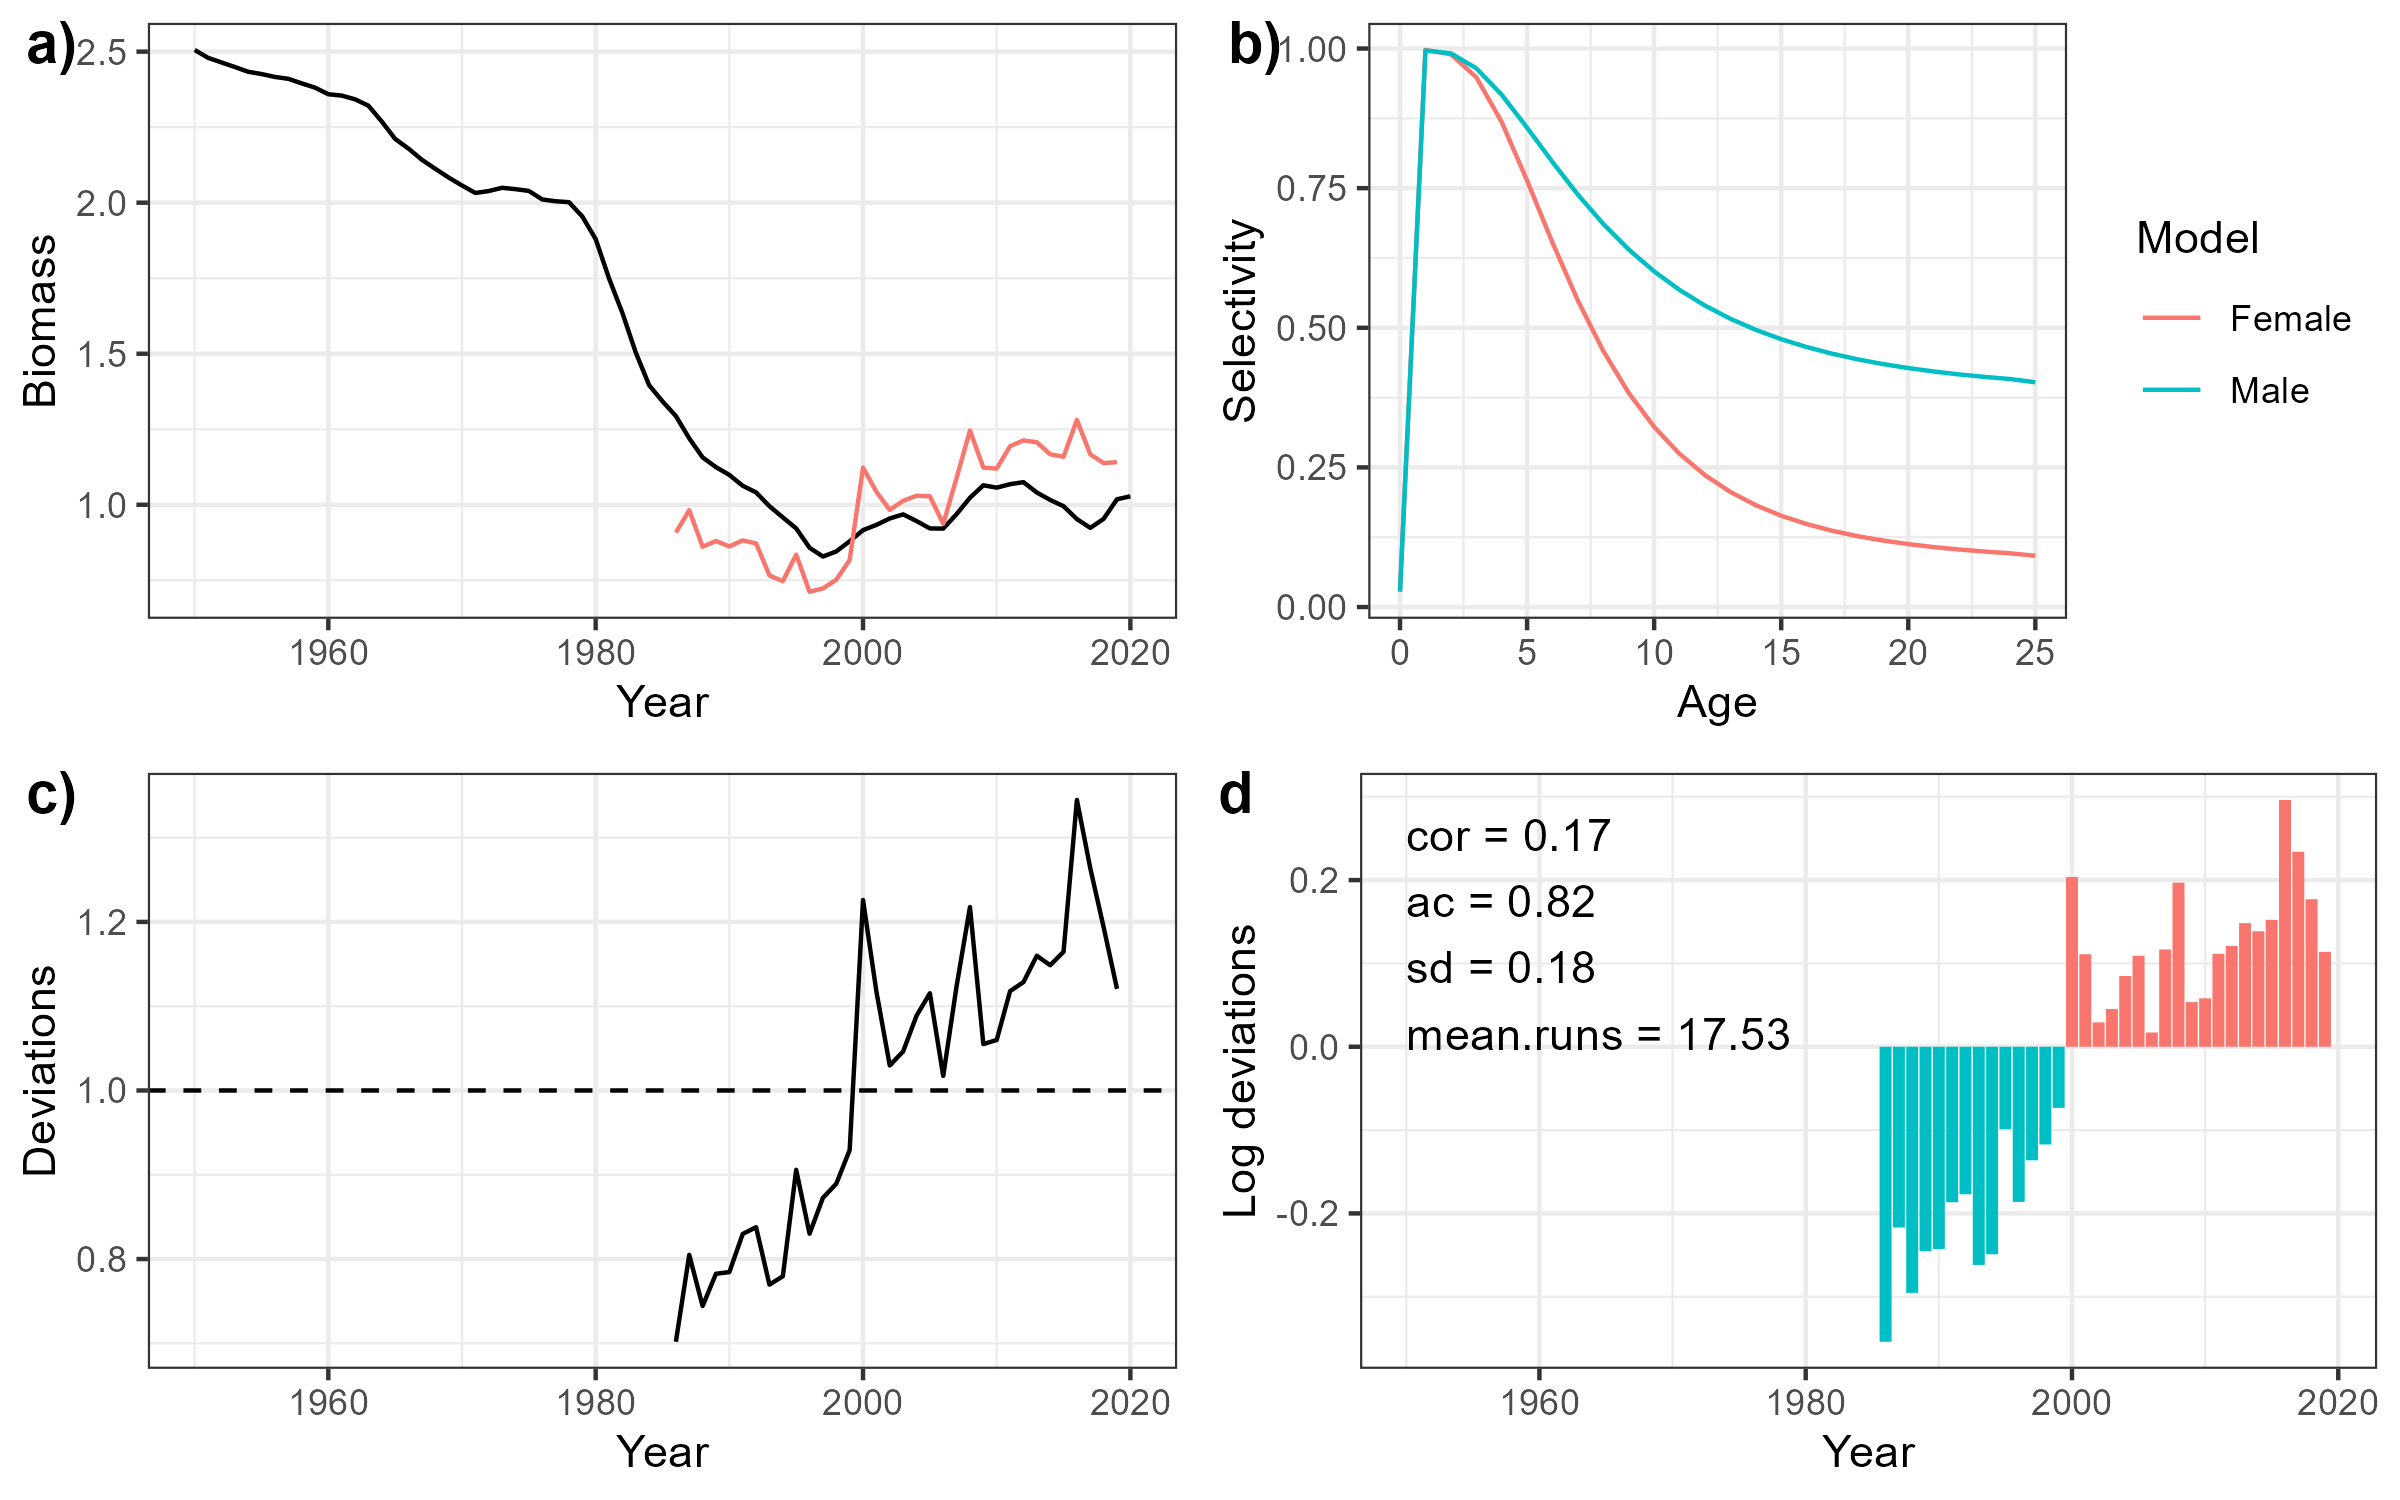 a)
2.5
2.0
1.5
1.0
Biomass
1960 1980 2000 2020
Year
b)
1.00
0.75
0.50
0.25
0.00
Selectivity
0 5 10 15 20 25
Age
Model
Female
Male
c)
1.2
1.0
0.8
Deviations
1960 1980 2000 2020
Year
d
cor = 0.17
ac = 0.82
sd = 0.18
mean.runs = 17.53
0.2
0.0
-0.2
Log deviations
1960 1980 2000 2020
Year